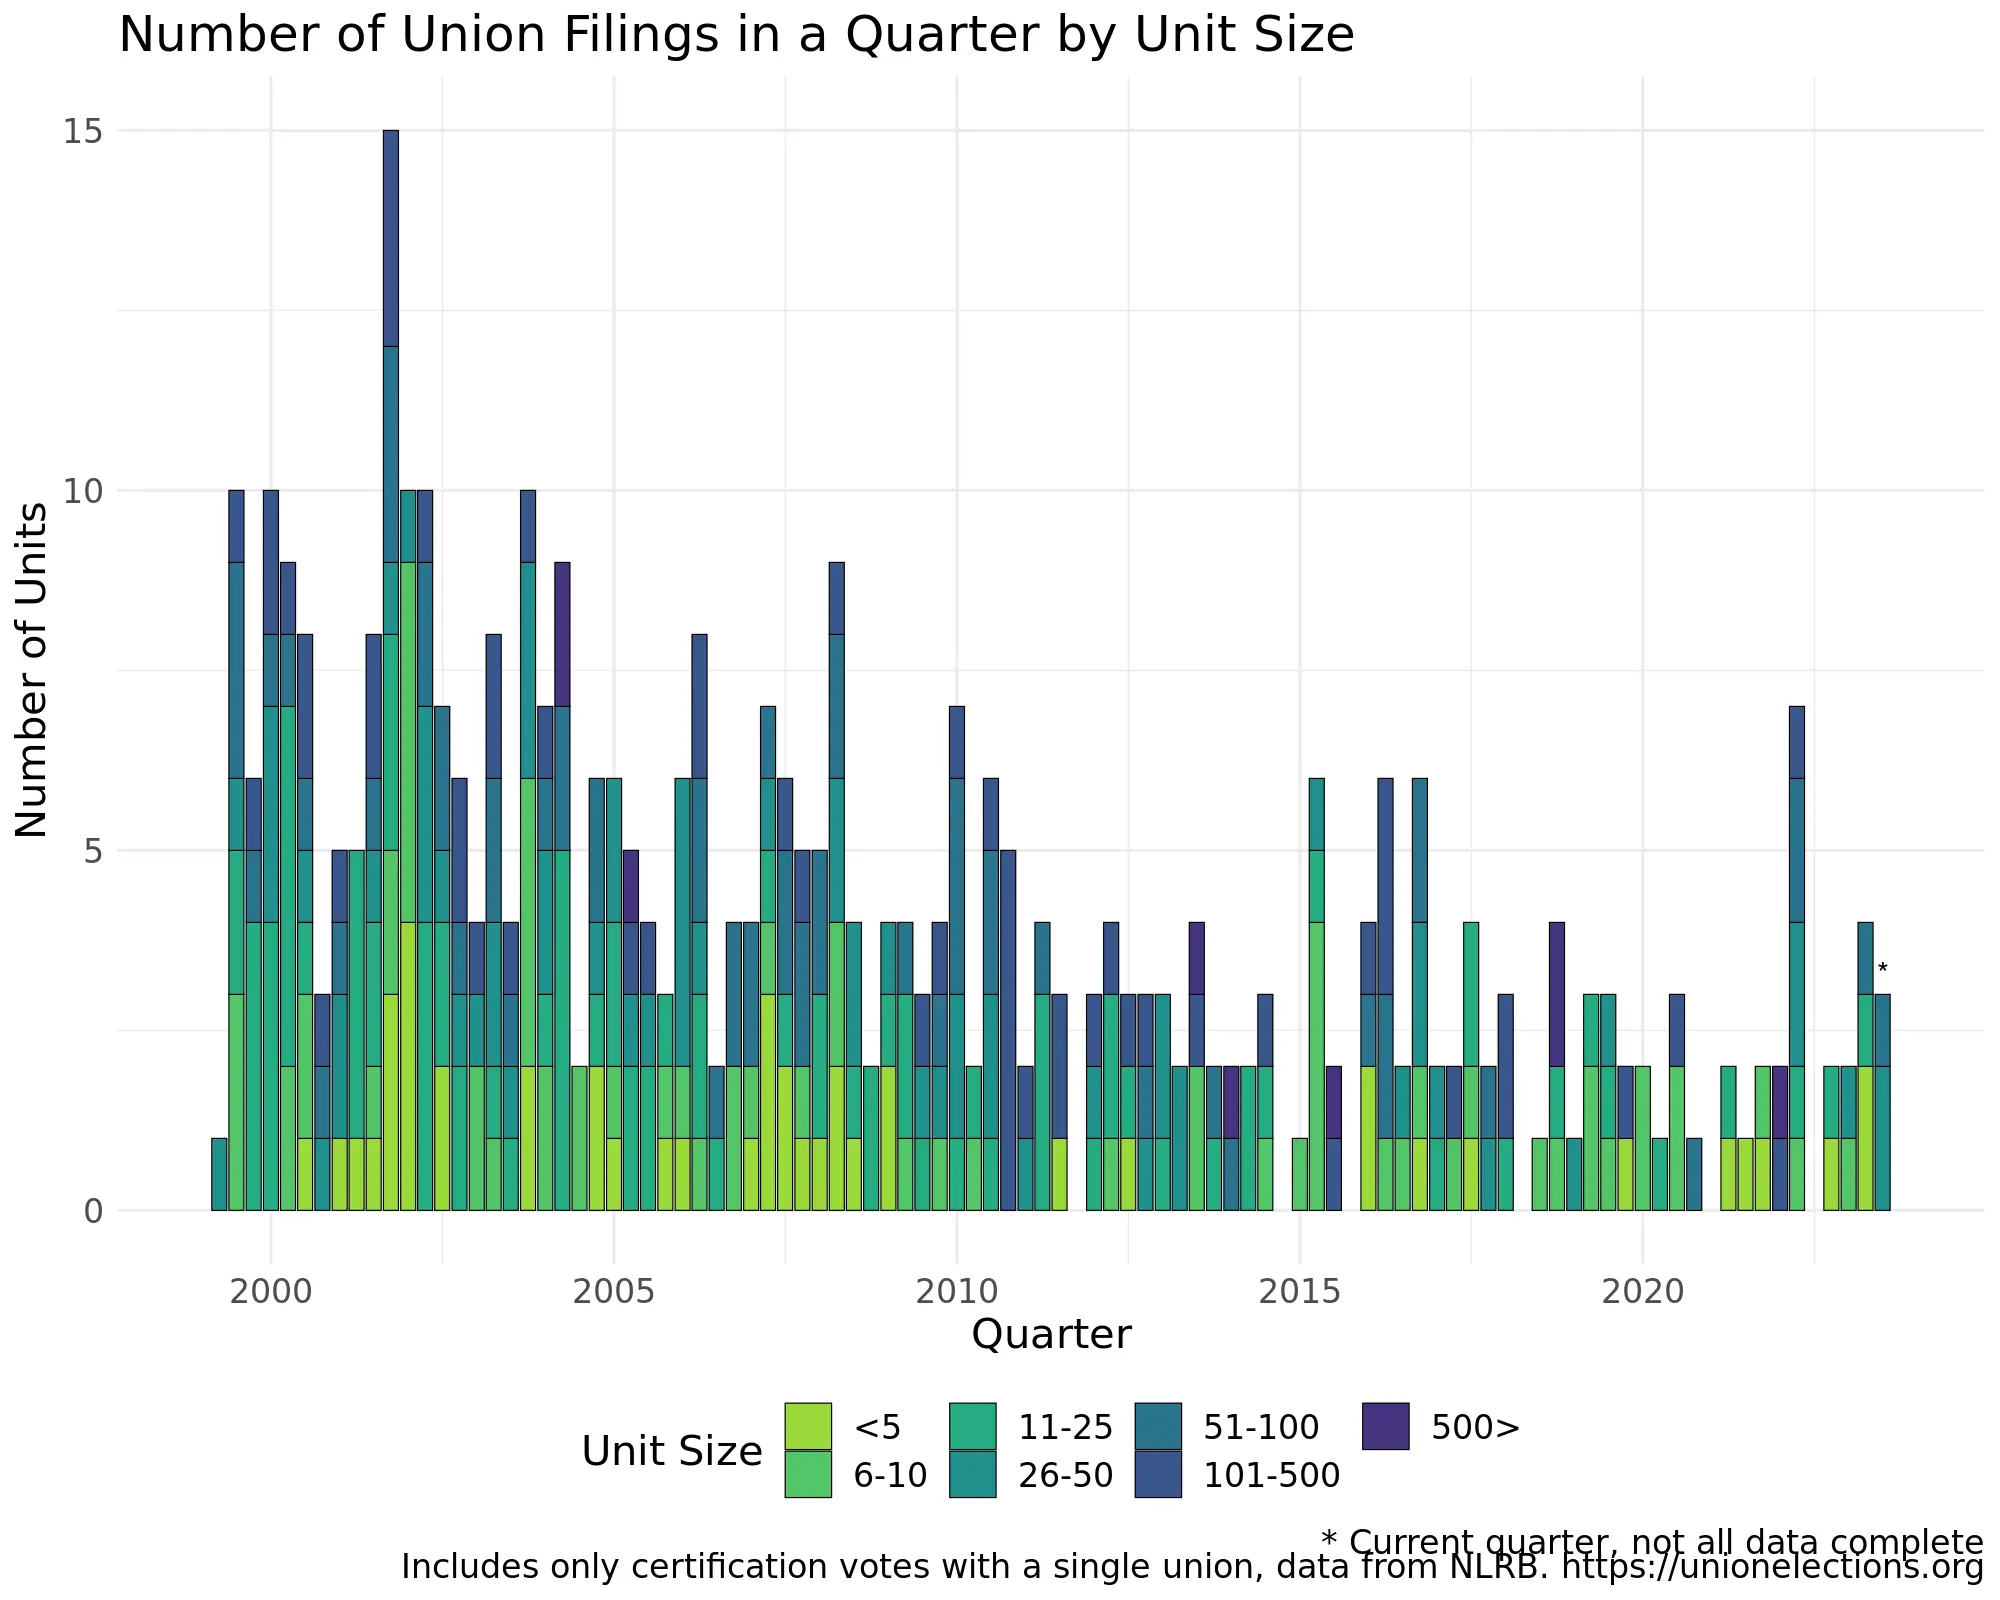 Number of Union Filings in a Quarter by Unit Size
15
10
5
0
Number of Units
*
2000 2005 2010 2015 2020
Quarter
Unit Size
<5 11-25 51-100 500>
6-10 26-50 101-500
* Current quarter, not all data complete
Includes only certification votes with a single union, data from NLRB. https://unionelections.org